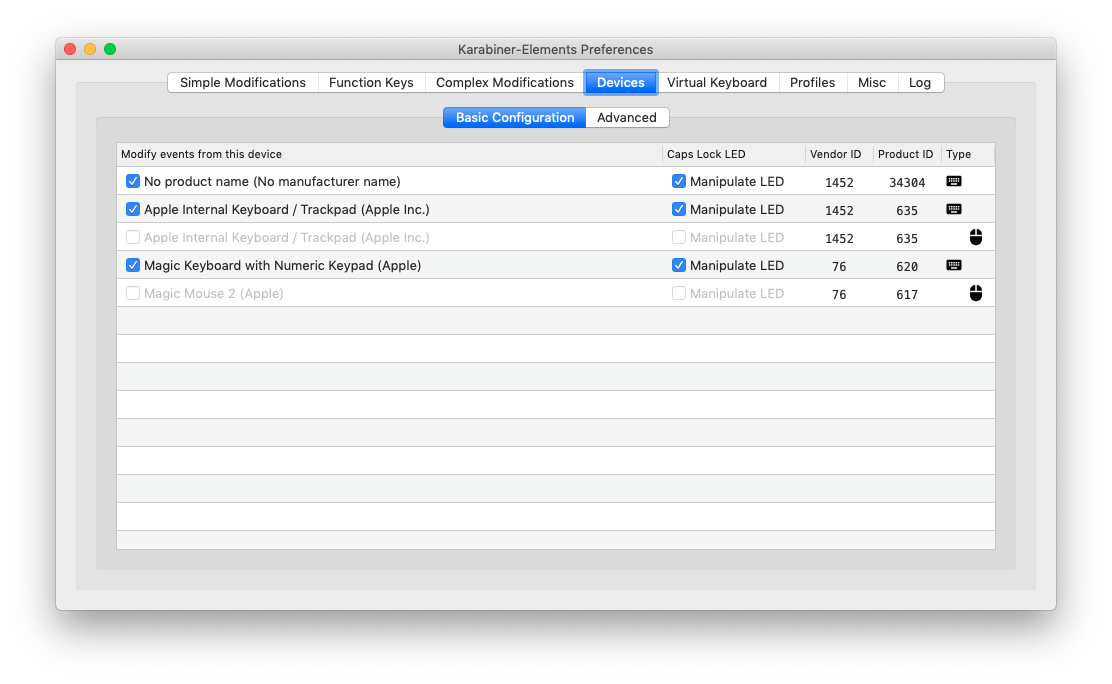 Karabiner-Elements Preferences
Simple Modifications Function Keys Complex Modifications Devices Virtual Keyboard Profiles Misc Log
Basic Configuration Advanced
Modify events from this device Caps Lock LED Vendor ID Product ID Type
No product name (No manufacturer name) Manipulate LED 1452 34304
Apple Internal Keyboard / Trackpad (Apple Inc.) Manipulate LED 1452 635
Apple Internal Keyboard / Trackpad (Apple Inc.) Manipulate LED 1452 635
Magic Keyboard with Numeric Keypad (Apple) Manipulate LED 76 620
Magic Mouse 2 (Apple) Manipulate LED 76 617